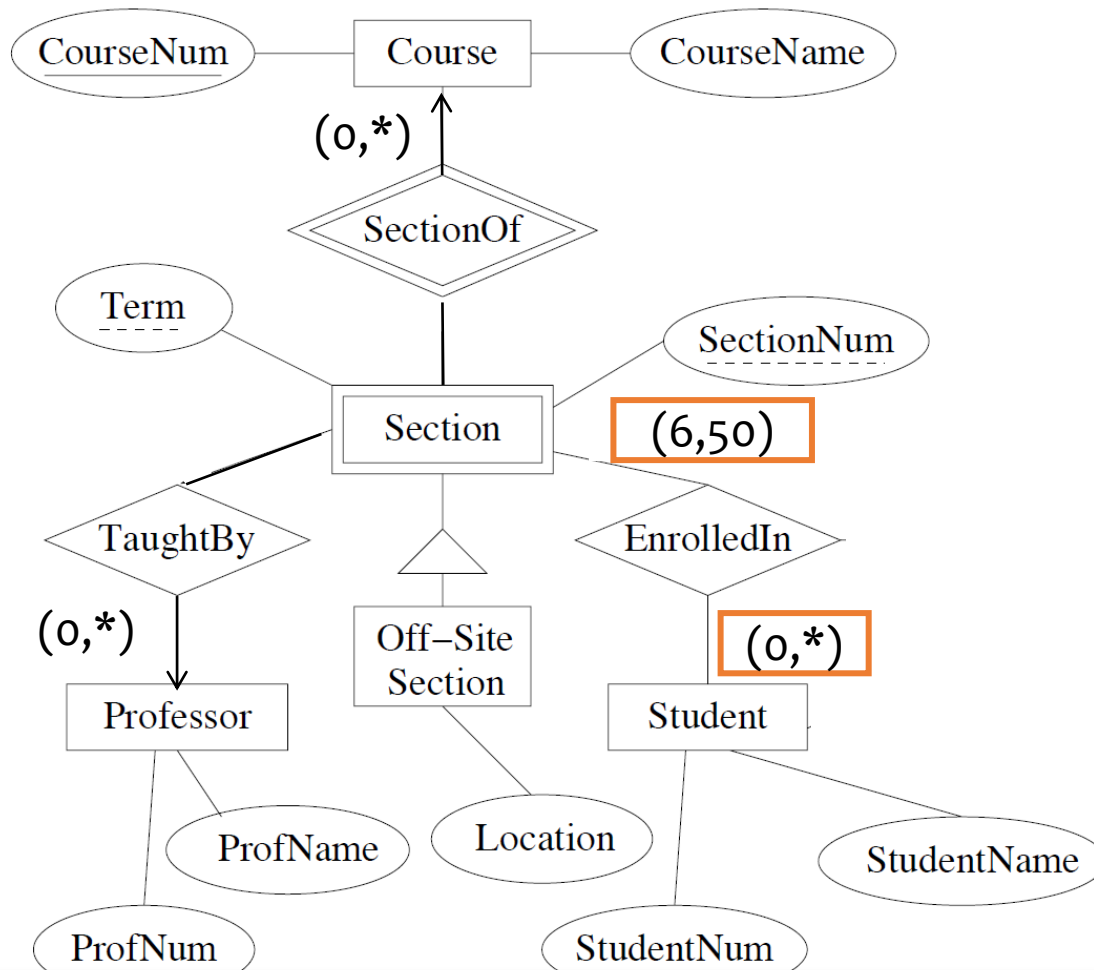 CourseNum
Course
CourseName
(0,*)
SectionOf
Term
SectionNum
Section
(6,50)
TaughtBy
EnrolledIn
(0,*)
Off-Site
Section
(0,*)
Professor
Student
ProfName
Location
StudentName
ProfNum
StudentNum